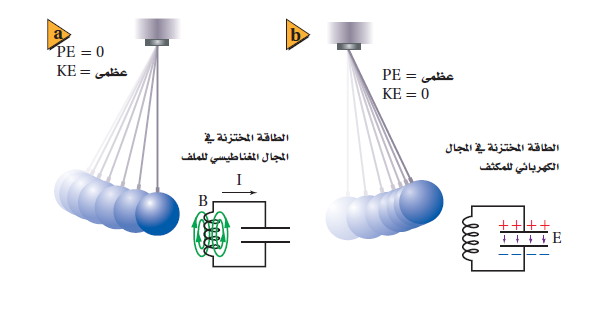 a
PE = 0
KE = عظمى
الطاقة المختزنة في
المجال المغناطيسي للملف
I
B
b
PE = عظمى
KE = 0
الطاقة المختزنة في المجال
الكهربائي للمكثف
++++
E
----